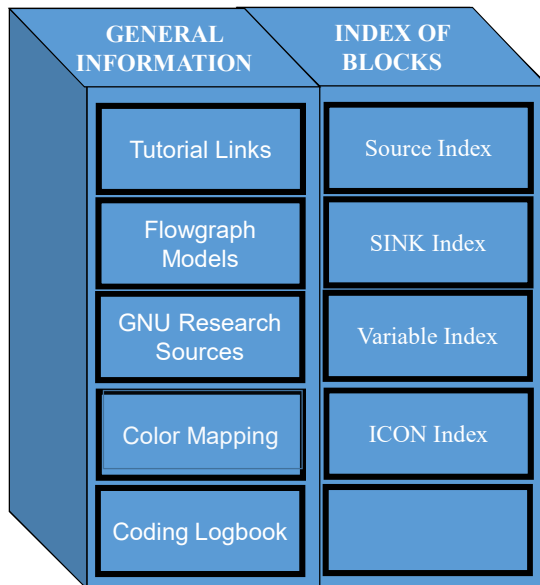 GENERAL
INFORMATION
Tutorial Links
Flowgraph
Models
GNU Research
Sources
Color Mapping
Coding Logbook
INDEX OF
BLOCKS
Source Index
SINK Index
Variable Index
ICON Index